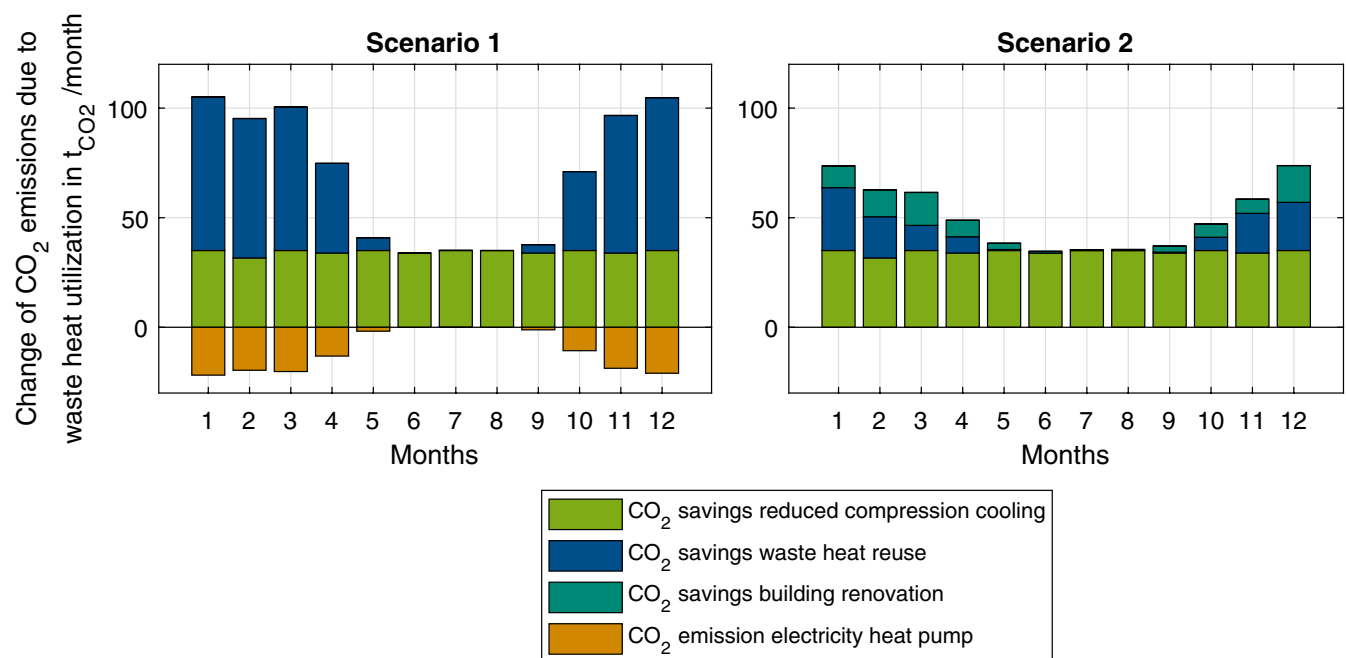 Change of CO2 emissions due to
waste heat utilization in tCO2 /month
Scenario 1
100
50
0
1 2 3 4 5 6 7 8 9 10 11 12
Months
Scenario 2
100
50
0
1 2 3 4 5 6 7 8 9 10 11 12
Months
CO2 savings reduced compression cooling
CO2 savings waste heat reuse
CO2 savings building renovation
CO2 emission electricity heat pump